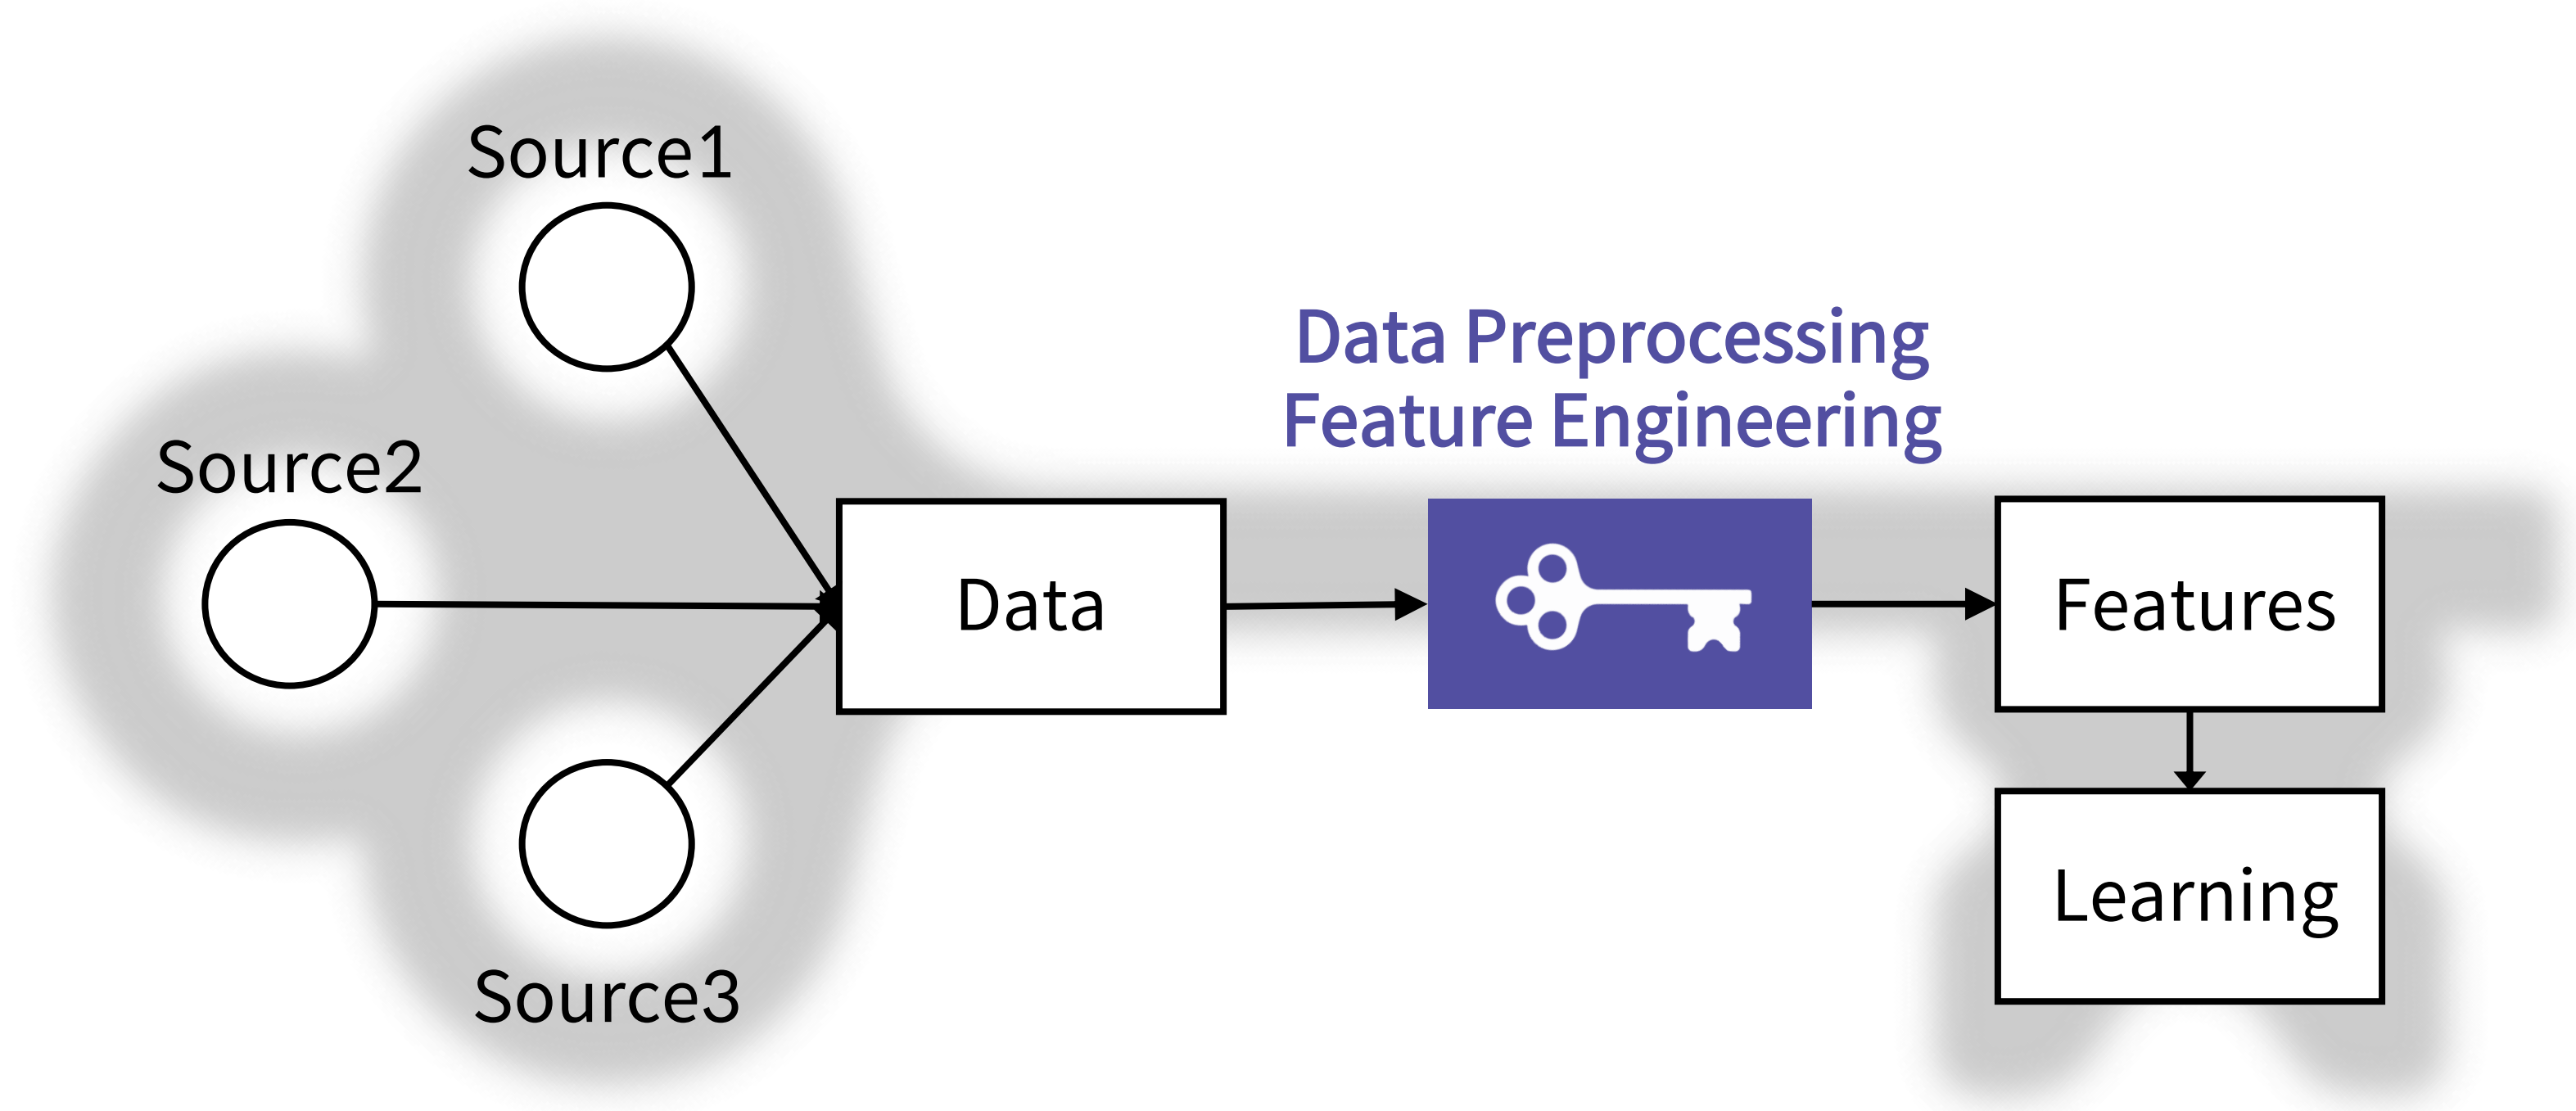 Source1
Source2
Source3
Data
Data Preprocessing
Feature Engineering
Features
Learning